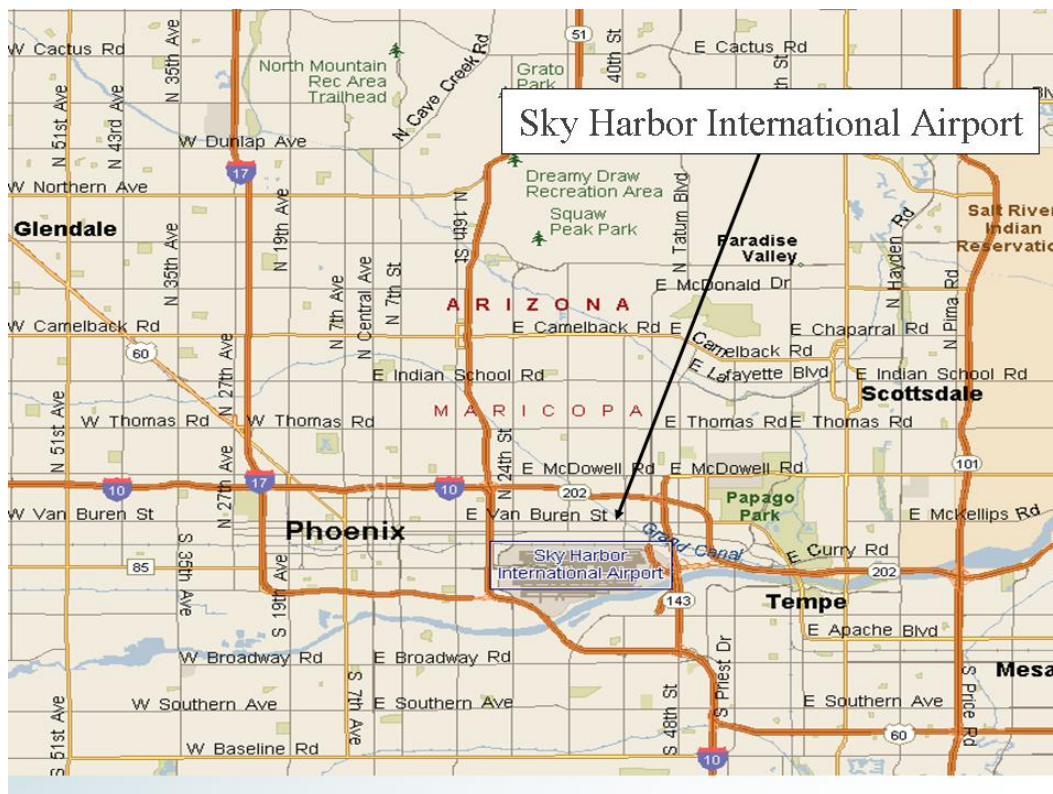 51
40th St
W Cactus Rd
E Cactus Rd
North Mountain
Rec Area
Trailhead
N Cave Creek Rd
N 35th Ave
Grato
Park
Sky Harbor International Airport
N 51st Ave
N 43rd Ave
W Dunlap Ave
17
W Northern Ave
Dreamy Draw
Recreation Area
Squaw
Peak Park
N 16th St
N Tatum Blvd
N Hayden Rd
Salt River
Indian
Reservatio
Glendale
N 19th Ave
Paradise
Valley
N 35th Ave
N 7th Ave
N Central Ave
N 7th St
E McDonald Dr
ARIZONA
N Pima Rd
W Camelback Rd
E Camelback Rd
E
Camelback Rd
E Chaparral Rd
60
E Lafayette Blvd
E Indian School Rd
E Indian School Rd
Scottsdale
N 27th Ave
MARICOPA
W Thomas Rd
W Thomas Rd
E Thomas Rd
E Thomas Rd
N 51st Ave
N 24th St
E McDowell Rd
E McDowell Rd
101
10
17
10
202
N 27th Ave
Papago
Park
W Van Buren St
E Van Buren St
E Mckellips Rd
Phoenix
Grand Canal
S 35th Ave
Sky Harbor
International Airport
E Curry Rd
85
202
S 19th Ave
143
Tempe
E Apache Blvd
W Broadway Rd
E Broadway Rd
S Priest Dr
Mesa
S 51st Ave
W Southern Ave
S 7th Ave
E Southern Ave
E Southern Ave
S 48th St
S Price Rd
60
W Baseline Rd
10